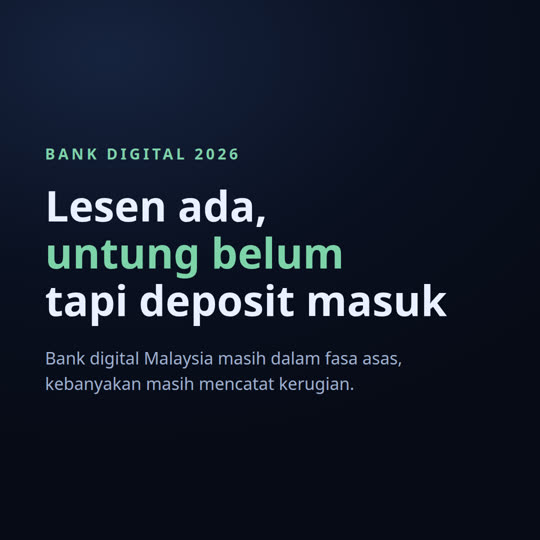 BANK DIGITAL 2026
Lesen ada,
untung belum
tapi deposit masuk
Bank digital Malaysia masih dalam fasa asas,
kebanyakan masih mencatat kerugian.